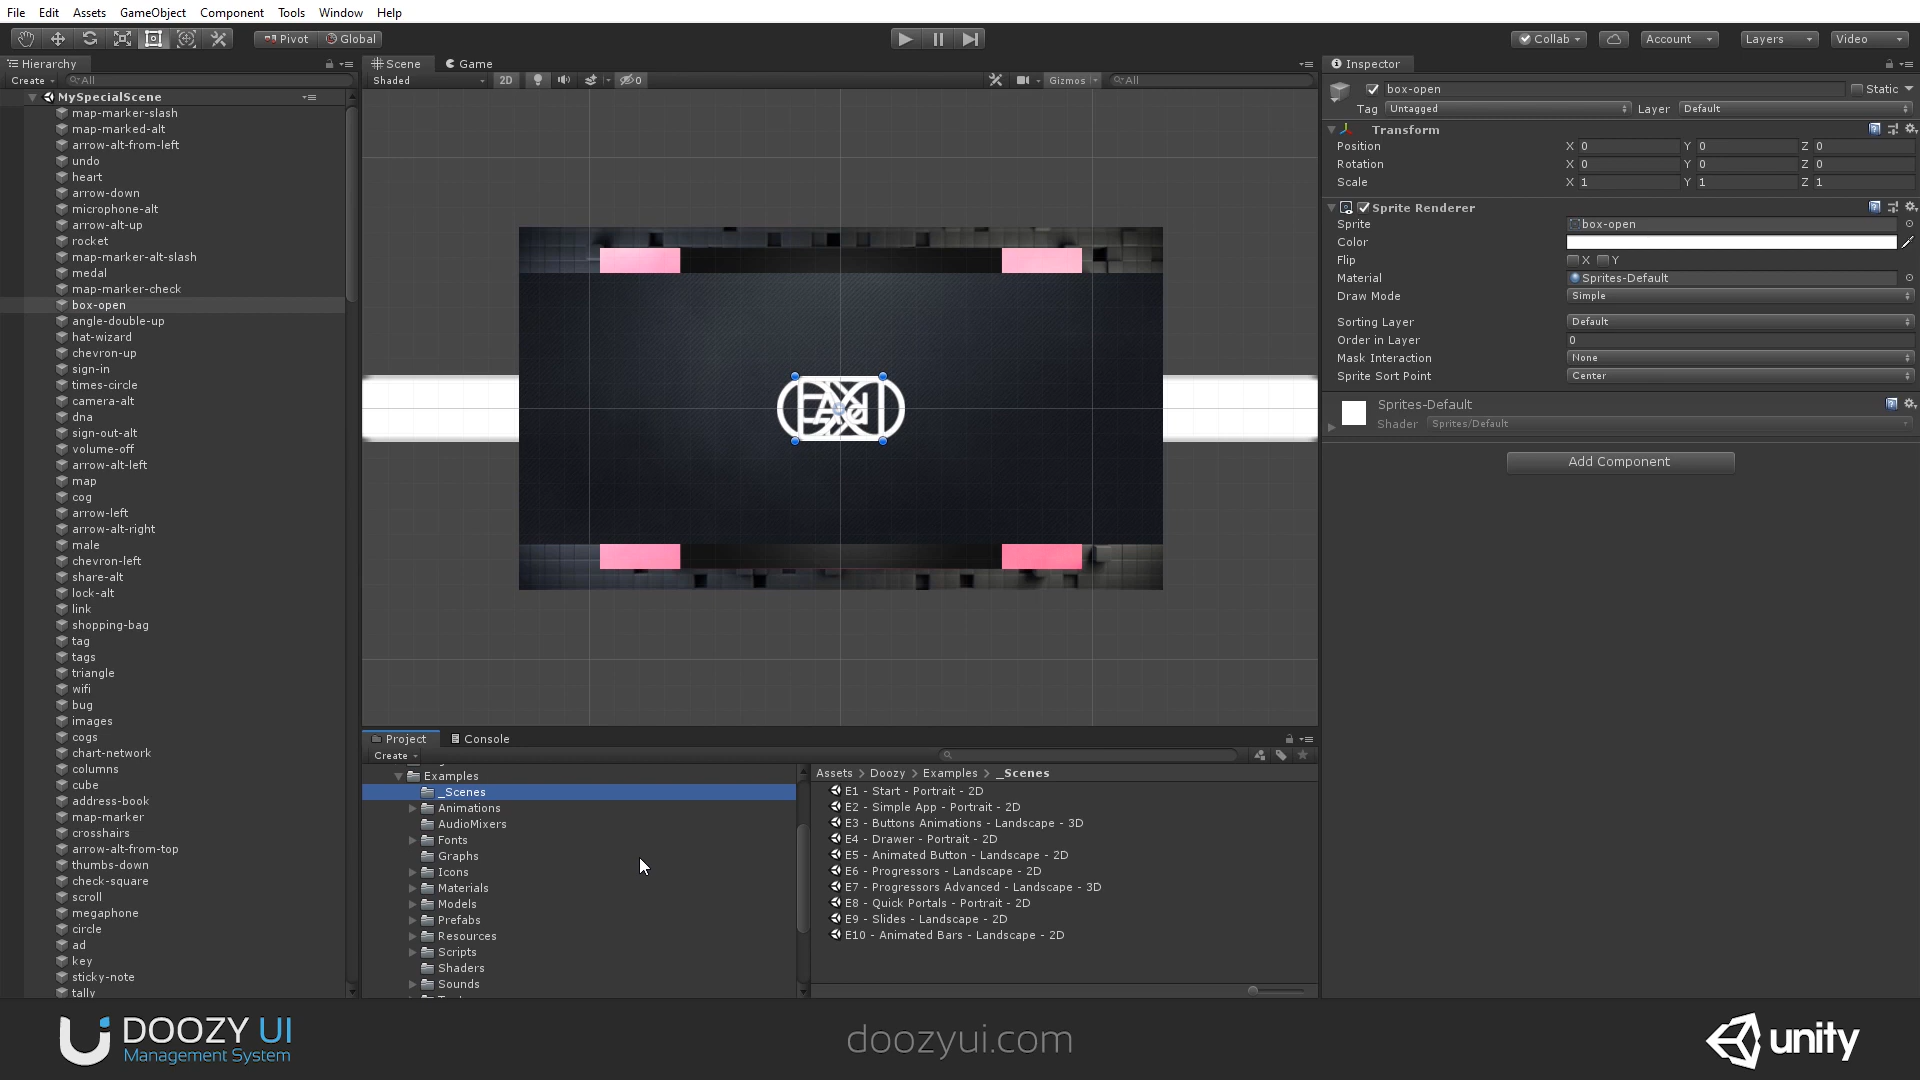 File Edit Assets GameObject Component Tools Window Help
Pivot Global Collab Account Layers Video
Hierarchy
Create All
MySpecialScene
map-marker-slash
map-marked-alt
arrow-alt-from-left
undo
heart
arrow-down
microphone-alt
arrow-alt-up
rocket
map-marker-alt-slash
medal
map-marker-check
box-open
angle-double-up
hat-wizard
chevron-up
sign-in
times-circle
camera-alt
dna
sign-out-alt
volume-off
arrow-alt-left
map
cog
arrow-left
arrow-alt-right
male
chevron-left
share-alt
lock-alt
link
shopping-bag
tag
tags
triangle
wifi
bug
images
cogs
chart-network
columns
cube
address-book
map-marker
crosshairs
arrow-alt-from-top
thumbs-down
check-square
scroll
megaphone
circle
ad
key
sticky-note
tally
Scene Game
Shaded 2D 0 Gizmos All
Project Console
Create
Examples
_Scenes
Animations
AudioMixers
Fonts
Graphs
Icons
Materials
Models
Prefabs
Resources
Scripts
Shaders
Sounds
Assets > Doozy > Examples > _Scenes
E1 - Start - Portrait - 2D
E2 - Simple App - Portrait - 2D
E3 - Buttons Animations - Landscape - 3D
E4 - Drawer - Portrait - 2D
E5 - Animated Button - Landscape - 2D
E6 - Progressors - Landscape - 2D
E7 - Progressors Advanced - Landscape - 3D
E8 - Quick Portals - Portrait - 2D
E9 - Slides - Landscape - 2D
E10 - Animated Bars - Landscape - 2D
Inspector
box-open Static
Tag Untagged Layer Default
Transform
Position X 0 Y 0 Z 0
Rotation X 0 Y 0 Z 0
Scale X 1 Y 1 Z 1
Sprite Renderer
Sprite box-open
Color
Flip X Y
Material Sprites-Default
Draw Mode Simple
Sorting Layer Default
Order in Layer 0
Mask Interaction None
Sprite Sort Point Center
Sprites-Default
Shader Sprites/Default
Add Component
DOOZY UI
Management System
doozyui.com
unity